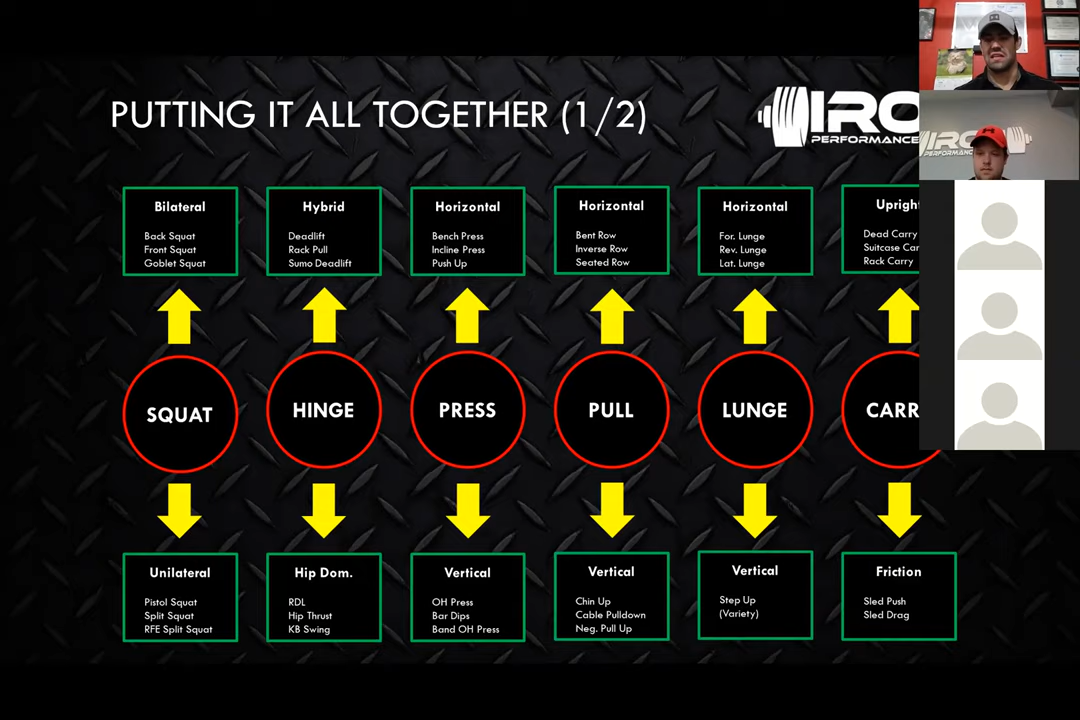 PUTTING IT ALL TOGETHER (1/2)
IRO
PERFORMANCE
IRO
PERFORMANCE
Bilateral
Back Squat
Front Squat
Goblet Squat
Hybrid
Deadlift
Rack Pull
Sumo Deadlift
Horizontal
Bench Press
Incline Press
Push Up
Horizontal
Bent Row
Inverse Row
Seated Row
Horizontal
For. Lunge
Rev. Lunge
Lat. Lunge
Upright
Dead Carry
Suitcase Car
Rack Carry
SQUAT
HINGE
PRESS
PULL
LUNGE
CARR
Unilateral
Pistol Squat
Split Squat
RFE Split Squat
Hip Dom.
RDL
Hip Thrust
KB Swing
Vertical
OH Press
Bar Dips
Band OH Press
Vertical
Chin Up
Cable Pulldown
Neg. Pull Up
Vertical
Step Up
(Variety)
Friction
Sled Push
Sled Drag